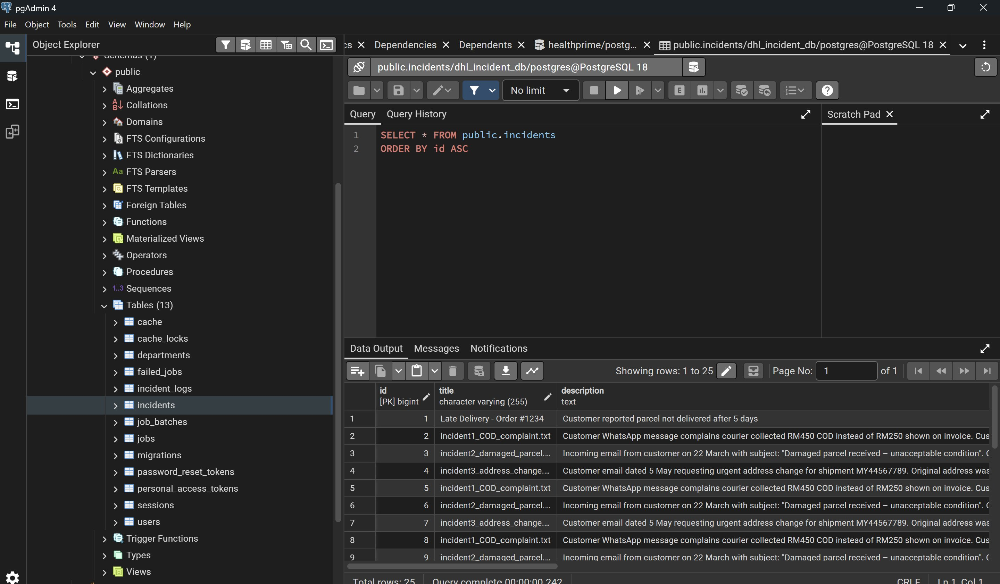 pgAdmin 4
File Object Tools Edit View Window Help
Object Explorer
cs Dependencies Dependents healthprime/postg... public.incidents/dhl_incident_db/postgres@PostgreSQL 18
Schemas (1)
public
Aggregates
Collations
Domains
FTS Configurations
FTS Dictionaries
Aa FTS Parsers
FTS Templates
Foreign Tables
Functions
Materialized Views
Operators
Procedures
1..3 Sequences
Tables (13)
cache
cache_locks
departments
failed_jobs
incident_logs
incidents
job_batches
jobs
migrations
password_reset_tokens
personal_access_tokens
sessions
users
Trigger Functions
Types
Views
public.incidents/dhl_incident_db/postgres@PostgreSQL 18
No limit E ?
Query Query History
Scratch Pad
1 SELECT * FROM public.incidents
2 ORDER BY id ASC
Data Output Messages Notifications
Showing rows: 1 to 25 Page No: 1 of 1
id title description
[PK] bigint character varying (255) text
1 1 Late Delivery - Order #1234 Customer reported parcel not delivered after 5 days
2 2 incident1_COD_complaint.txt Customer WhatsApp message complains courier collected RM450 COD instead of RM250 shown on invoice. Cus
3 3 incident2_damaged_parcel.... Incoming email from customer on 22 March with subject: "Damaged parcel received – unacceptable condition". C
4 4 incident3_address_change.... Customer email dated 5 May requesting urgent address change for shipment MY44567789. Original address was
5 5 incident1_COD_complaint.txt Customer WhatsApp message complains courier collected RM450 COD instead of RM250 shown on invoice. Cus
6 6 incident2_damaged_parcel.... Incoming email from customer on 22 March with subject: "Damaged parcel received – unacceptable condition". C
7 7 incident3_address_change.... Customer email dated 5 May requesting urgent address change for shipment MY44567789. Original address was
8 8 incident1_COD_complaint.txt Customer WhatsApp message complains courier collected RM450 COD instead of RM250 shown on invoice. Cus
9 9 incident2_damaged_parcel.... Incoming email from customer on 22 March with subject: "Damaged parcel received – unacceptable condition". C
Total rows: 25 Query complete 00:00:00.242 CRLF Ln 1, Col 1